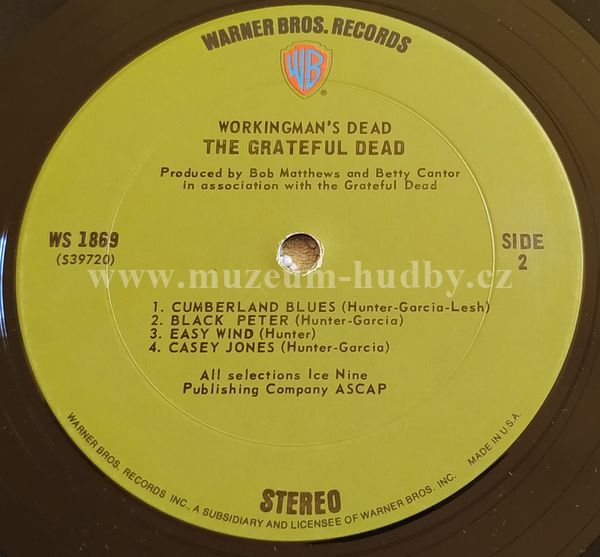 WARNER BROS. RECORDS
WB
®
WORKINGMAN'S DEAD
THE GRATEFUL DEAD
Produced by Bob Matthews and Betty Cantor
in association with the Grateful Dead
WS 1869
(S39720)
SIDE
2
www.muzeum-hudby.cz
1. CUMBERLAND BLUES (Hunter-Garcia-Lesh)
2. BLACK PETER (Hunter-Garcia)
3. EASY WIND (Hunter)
4. CASEY JONES (Hunter-Garcia)
All selections Ice Nine
Publishing Company ASCAP
STEREO
WARNER BROS. RECORDS INC., A SUBSIDIARY AND LICENSEE OF WARNER BROS. INC. MADE IN U.S.A.